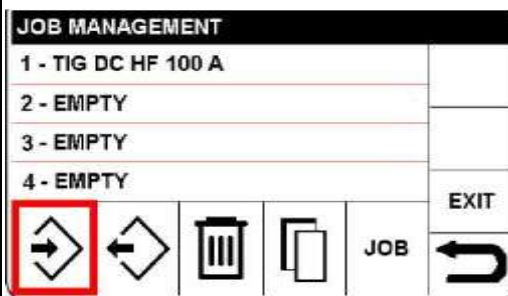 JOB MANAGEMENT
1 - TIG DC HF 100 A
2 - EMPTY
3 - EMPTY
4 - EMPTY
EXIT
JOB